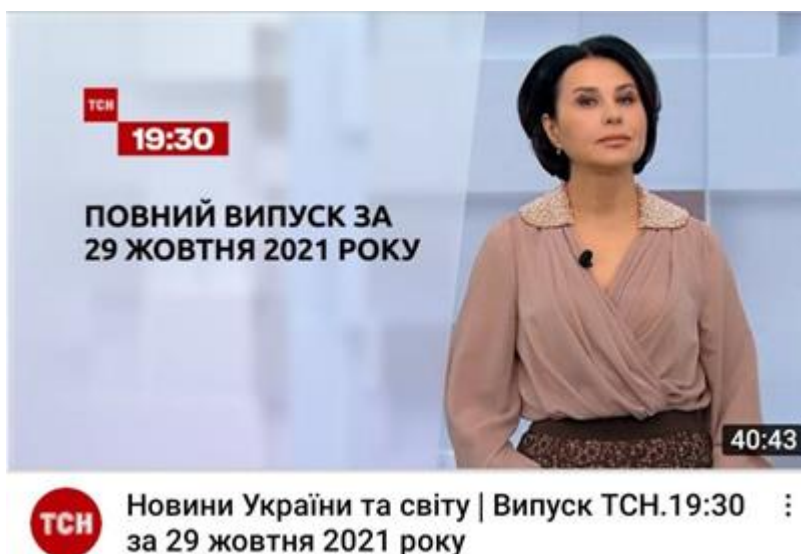 ТСН
19:30
ПОВНИЙ ВИПУСК ЗА
29 ЖОВТНЯ 2021 РОКУ
40:43
ТСН
Новини України та світу | Випуск ТСН.19:30
за 29 жовтня 2021 року